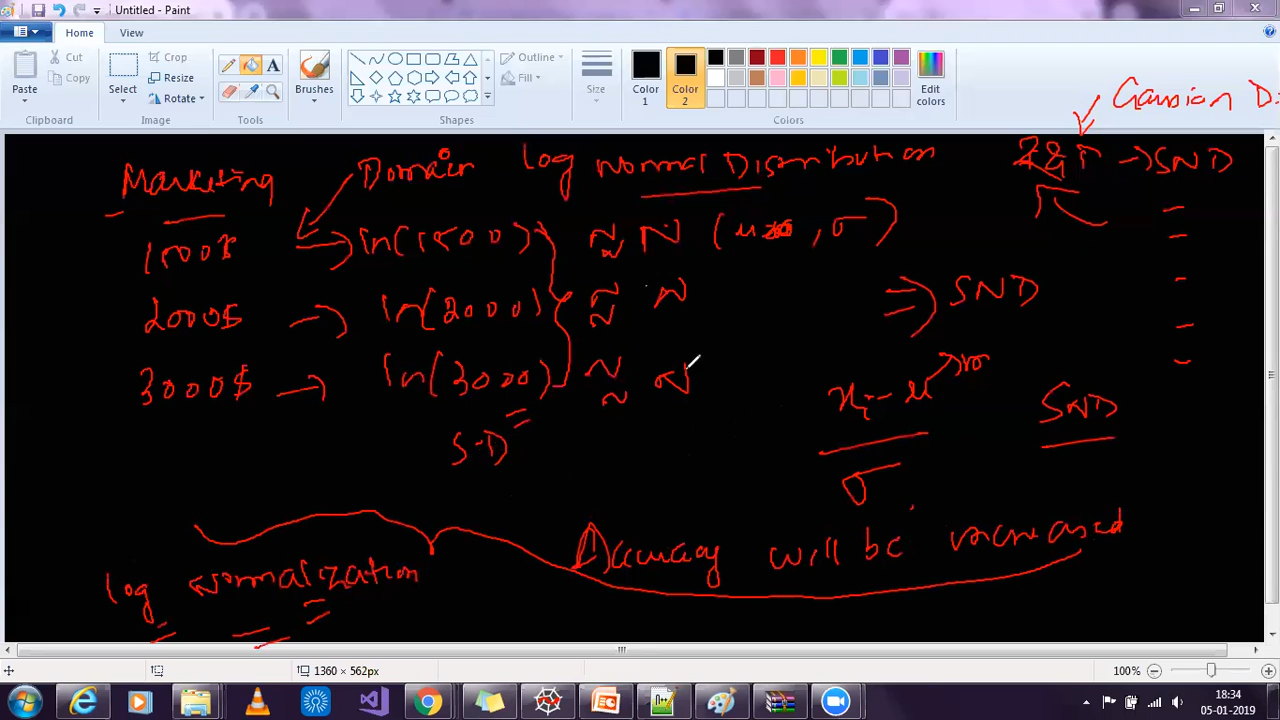 Untitled - Paint
Home View
Paste
Cut
Copy
Clipboard
Select
Crop
Resize
Rotate
Image
Tools
Brushes
Shapes
Outline
Fill
Size
Color 1
Color 2
Edit colors
Colors
Gaussian D
Marketing Domain log Normal Distribution → SND
→ ln( ≈ N ( μ , σ )
2000$ → ln(2000) ≈ N ⇒ SND
3000$ → ln(3000) ≈ N
S.D
xi - μ
σ
SND
Accuracy will be increased
log normalization
1360 × 562px 100%
18:34
05-01-2019